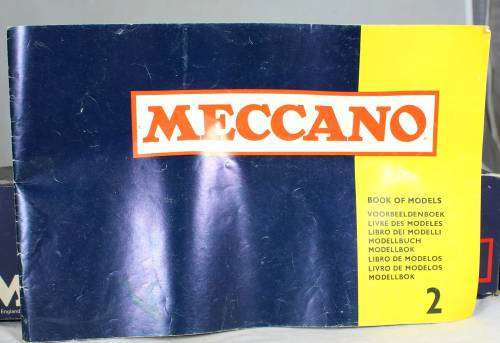 MECCANO
BOOK OF MODELS
VOORBEELDENBOEK
LIVRE DES MODELES
LIBRO DEI MODELLI
MODELLBUCH
MODELLBOK
LIBRO DE MODELOS
LIVRO DE MODELOS
MODELLBOK
2
M
England